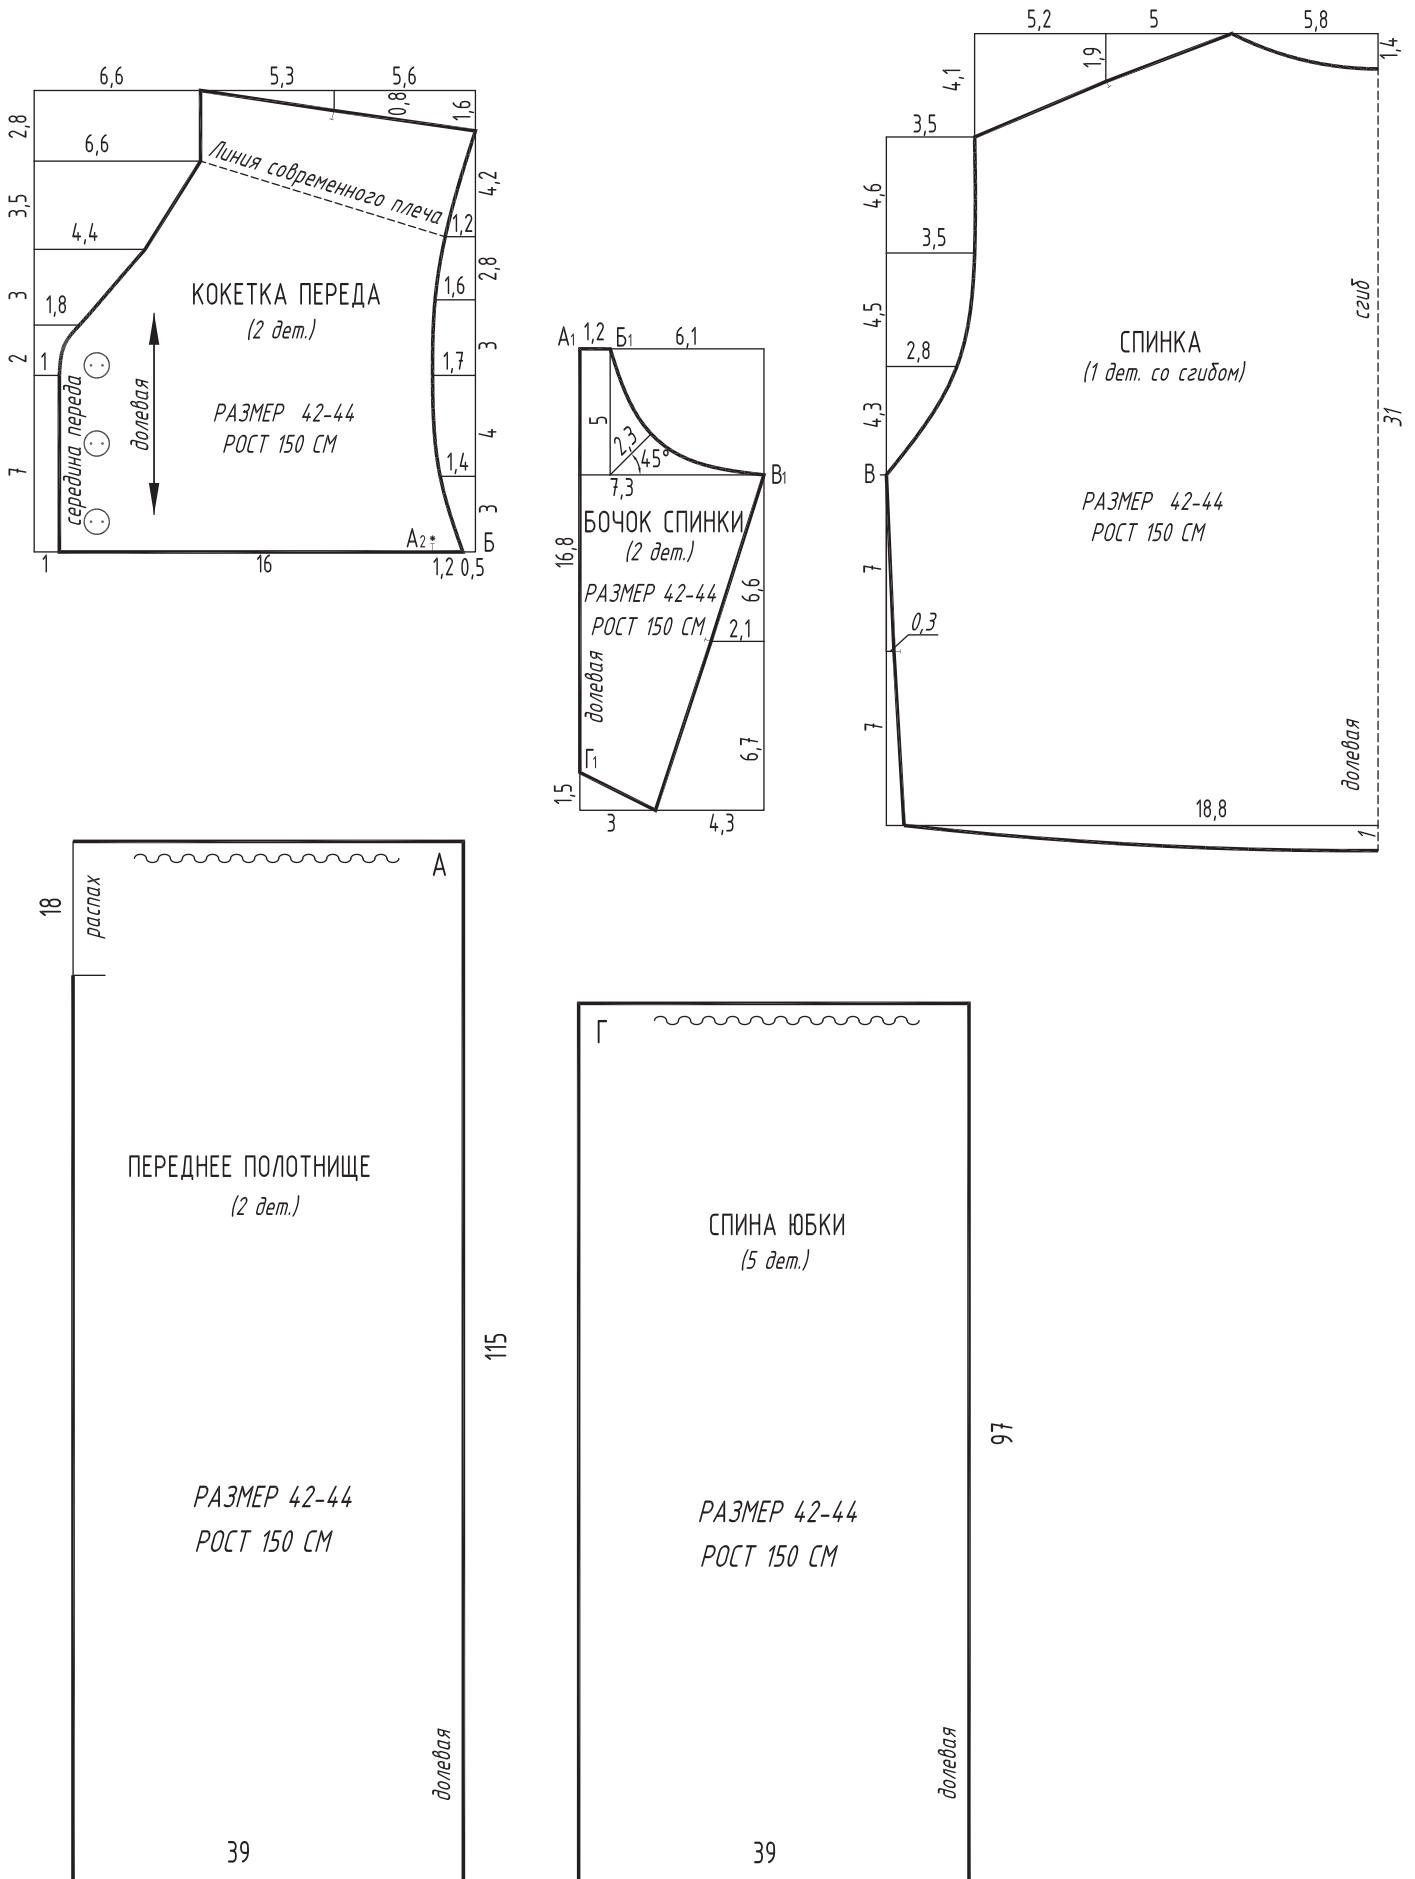 6,6
5,3
5,6
2,8
0,8
1,6
6,6
Линия современного плеча
3,5
4,2
4,4
1,2
3
2,8
1,8
1,6
КОКЕТКА ПЕРЕДА
(2 дет.)
2
1
3
1,7
середина переда
долевая
РАЗМЕР 42-44
РОСТ 150 СМ
7
4
1,4
3
А2*
Б
1
16
1,2
0,5
А1
1,2
Б1
6,1
5
2,3
45°
7,3
В1
БОЧОК СПИНКИ
(2 дет.)
16,8
РАЗМЕР 42-44
РОСТ 150 СМ
6,6
2,1
долевая
6,7
Г1
1,5
3
4,3
5,2
5
5,8
1,4
1,9
4,1
3,5
4,6
3,5
сгиб
4,5
2,8
СПИНКА
(1 дет. со сгибом)
4,3
31
В
РАЗМЕР 42-44
РОСТ 150 СМ
7
0,3
7
долевая
18,8
1
А
18
распах
ПЕРЕДНЕЕ ПОЛОТНИЩЕ
(2 дет.)
115
РАЗМЕР 42-44
РОСТ 150 СМ
долевая
39
Г
СПИНА ЮБКИ
(5 дет.)
97
РАЗМЕР 42-44
РОСТ 150 СМ
долевая
39